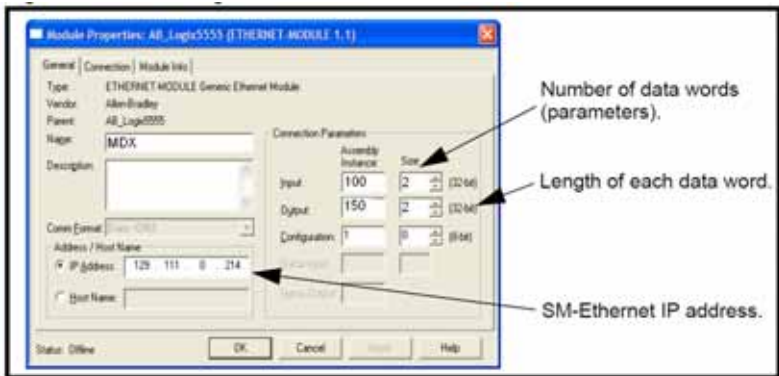 Module Properties: AB_Logix5555 (ETHERNET-MODULE 1.1)
General Connection Module Info
Type: ETHERNET-MODULE Generic Ethernet Module
Vendor: Allen-Bradley
Parent: AB_Logix5555
Name: MDX
Description:
Comm Format:
Address / Host Name
IP Address: 129 . 111 . 0 . 214
Host Name:
Connection Parameters
Assembly
Instance: Size:
Input: 100 2 (32-bit)
Output: 150 2 (32-bit)
Configuration: 1 0 (8-bit)
Status: Offline
OK Cancel Help
Number of data words
(parameters).
Length of each data word.
SM-Ethernet IP address.